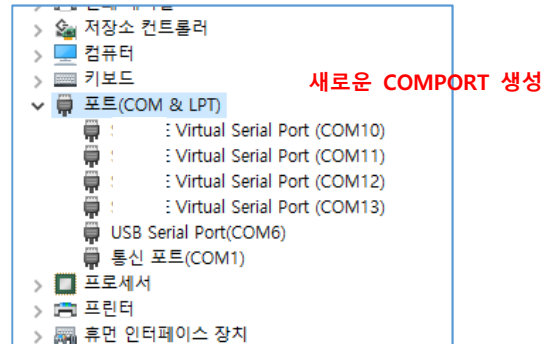 저장소 컨트롤러
컴퓨터
키보드
새로운 COMPORT 생성
포트(COM & LPT)
Virtual Serial Port (COM10)
Virtual Serial Port (COM11)
Virtual Serial Port (COM12)
Virtual Serial Port (COM13)
USB Serial Port(COM6)
통신 포트(COM1)
프로세서
프린터
휴먼 인터페이스 장치